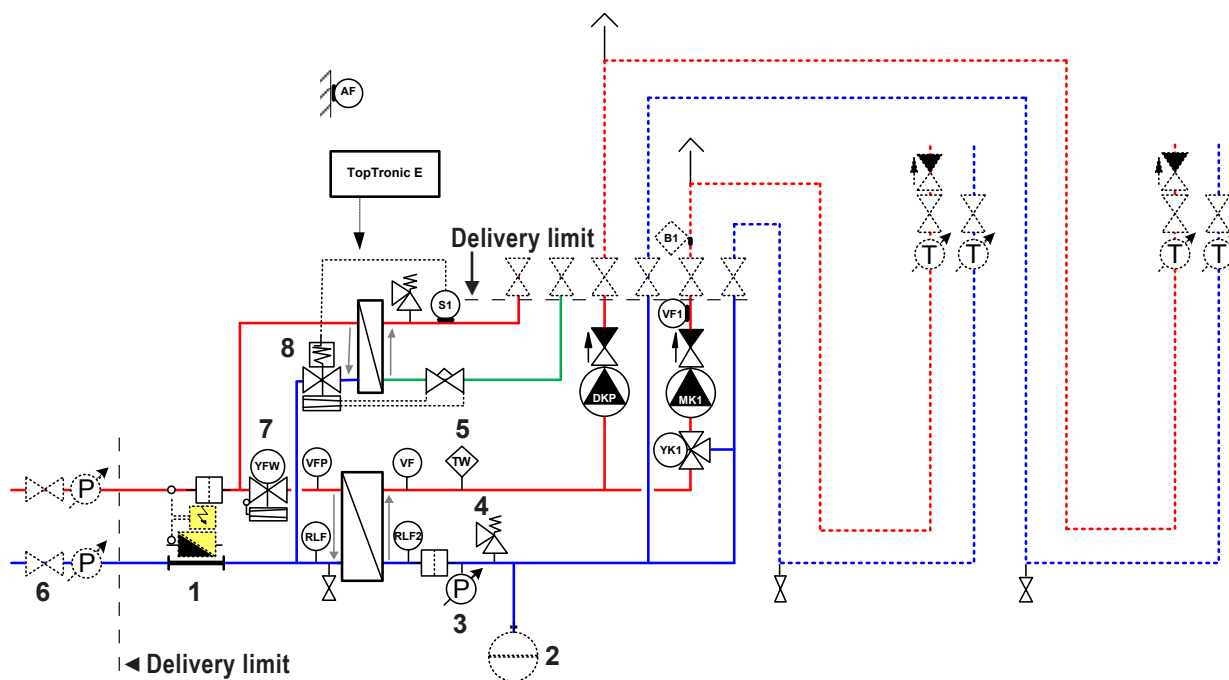 AF
TopTronic E
Delivery limit
B1
T
T
T
T
S1
VF1
8
DKP
MK1
7
5
YK1
YFW
VFP
VF
TW
P
4
RLF
RLF2
P
6
1
P
3
2
Delivery limit